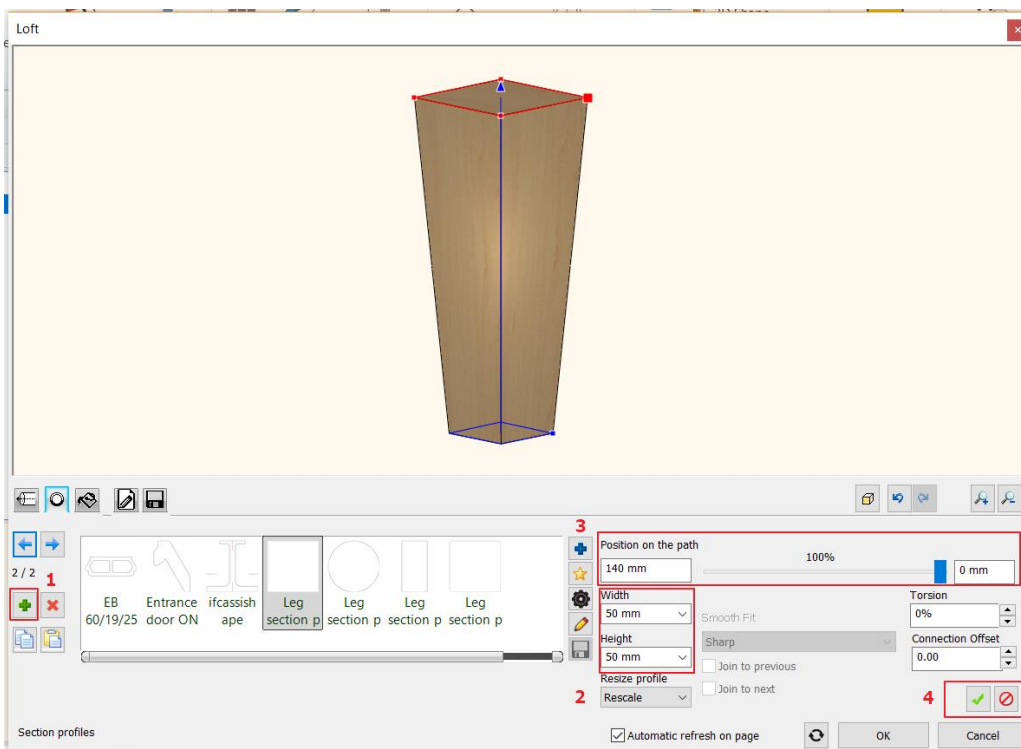 Loft
3
Position on the path
140 mm
100%
0 mm
2 / 2
1
EB
60/19/25
Entrance
door ON
ifcassish
ape
Leg
section p
Leg
section p
Leg
section p
Leg
section p
Width
50 mm
Smooth Fit
Torsion
0%
Height
50 mm
Sharp
Connection Offset
0.00
Join to previous
Resize profile
2
Rescale
Join to next
4
Section profiles
Automatic refresh on page
OK
Cancel